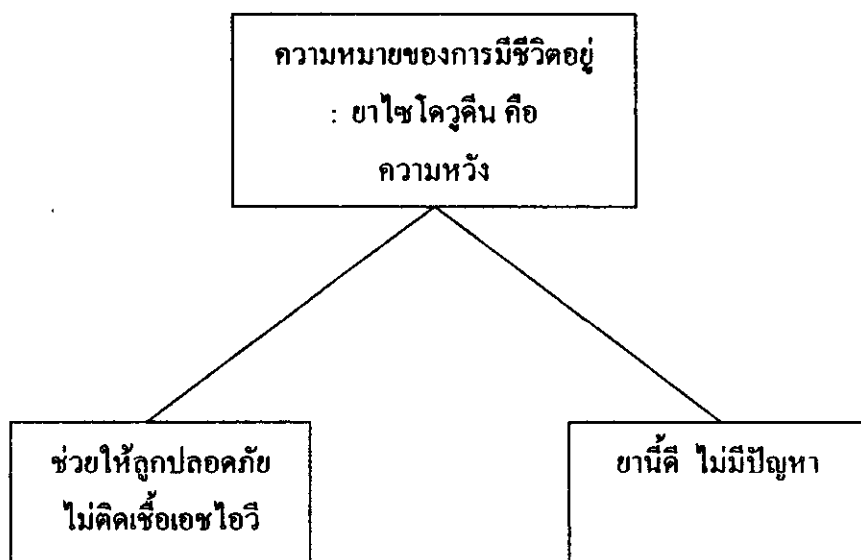 ความหมายของการมีชีวิตอยู่
: ยาไซโดวูดีน คือ
ความหวัง
ช่วยให้ลูกปลอดภัย
ไม่ติดเชื้อเอชไอวี
ยานี้ดี ไม่มีปัญหา